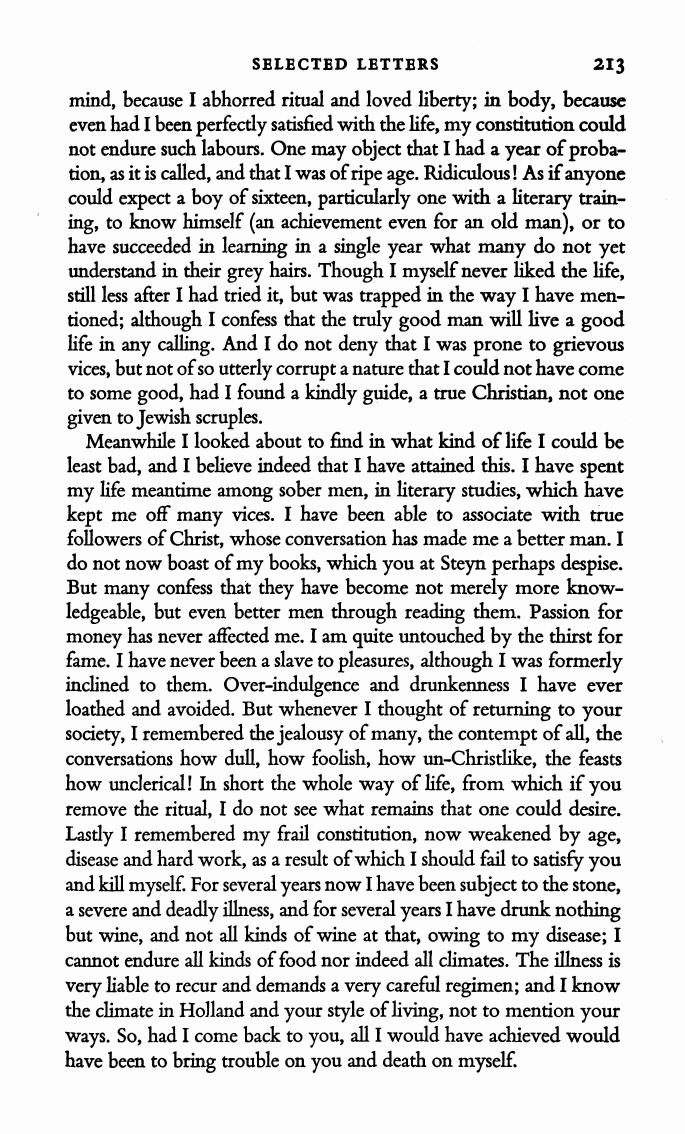 SELECTED LETTERS 213
mind, because I abhorred ritual and loved liberty; in body, because
even had I been perfectly satisfied with the life, my constitution could
not endure such labours. One may object that I had a year of proba-
tion, as it is called, and that I was of ripe age. Ridiculous! As if anyone
could expect a boy of sixteen, particularly one with a literary train-
ing, to know himself (an achievement even for an old man), or to
have succeeded in learning in a single year what many do not yet
understand in their grey hairs. Though I myself never liked the life,
still less after I had tried it, but was trapped in the way I have men-
tioned; although I confess that the truly good man will live a good
life in any calling. And I do not deny that I was prone to grievous
vices, but not of so utterly corrupt a nature that I could not have come
to some good, had I found a kindly guide, a true Christian, not one
given to Jewish scruples.
Meanwhile I looked about to find in what kind of life I could be
least bad, and I believe indeed that I have attained this. I have spent
my life meantime among sober men, in literary studies, which have
kept me off many vices. I have been able to associate with true
followers of Christ, whose conversation has made me a better man. I
do not now boast of my books, which you at Steyn perhaps despise.
But many confess that they have become not merely more know-
ledgeable, but even better men through reading them. Passion for
money has never affected me. I am quite untouched by the thirst for
fame. I have never been a slave to pleasures, although I was formerly
inclined to them. Over-indulgence and drunkenness I have ever
loathed and avoided. But whenever I thought of returning to your
society, I remembered the jealousy of many, the contempt of all, the
conversations how dull, how foolish, how un-Christlike, the feasts
how unclerical! In short the whole way of life, from which if you
remove the ritual, I do not see what remains that one could desire.
Lastly I remembered my frail constitution, now weakened by age,
disease and hard work, as a result of which I should fail to satisfy you
and kill myself. For several years now I have been subject to the stone,
a severe and deadly illness, and for several years I have drunk nothing
but wine, and not all kinds of wine at that, owing to my disease; I
cannot endure all kinds of food nor indeed all climates. The illness is
very liable to recur and demands a very careful regimen; and I know
the climate in Holland and your style of living, not to mention your
ways. So, had I come back to you, all I would have achieved would
have been to bring trouble on you and death on myself.